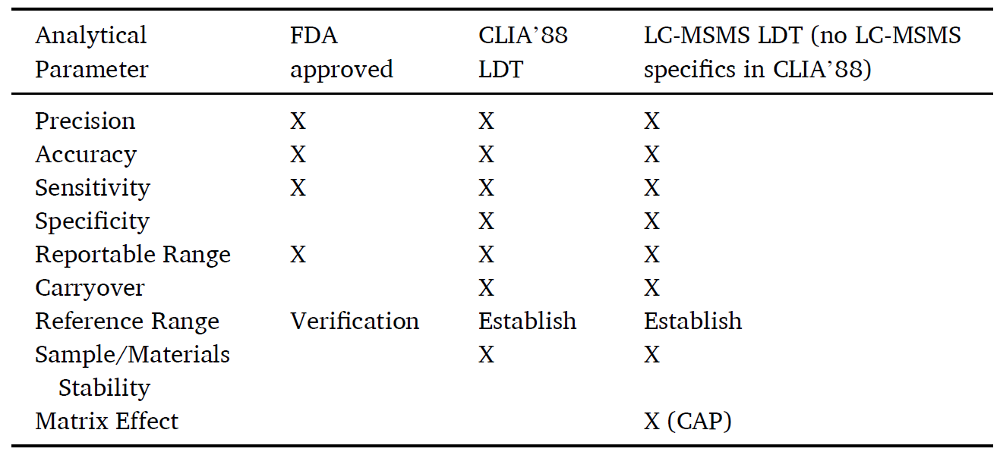 Analytical FDA CLIA’88 LC-MSMS LDT (no LC-MSMS
Parameter approved LDT specifics in CLIA’88)
Precision X X X
Accuracy X X X
Sensitivity X X X
Specificity X X
Reportable Range X X X
Carryover X X
Reference Range Verification Establish Establish
Sample/Materials X X
Stability
Matrix Effect X (CAP)